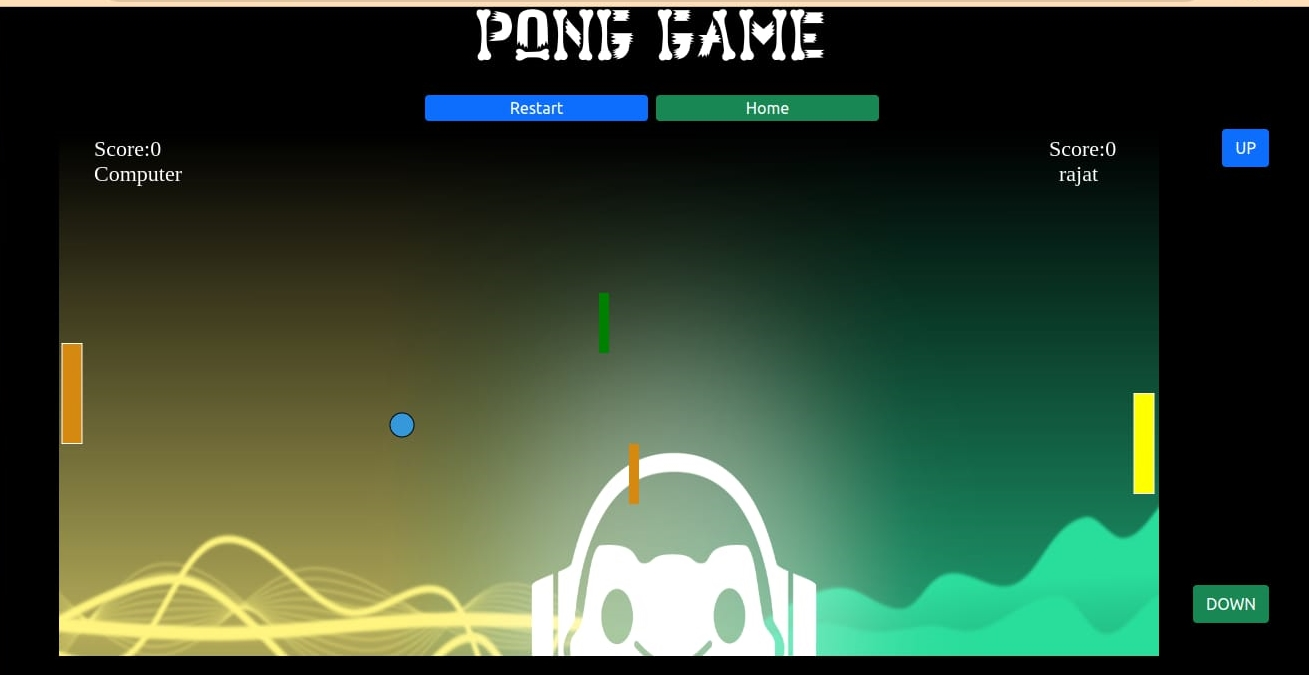 PONG GAME
Restart
Home
Score:0
Computer
Score:0
rajat
UP
DOWN